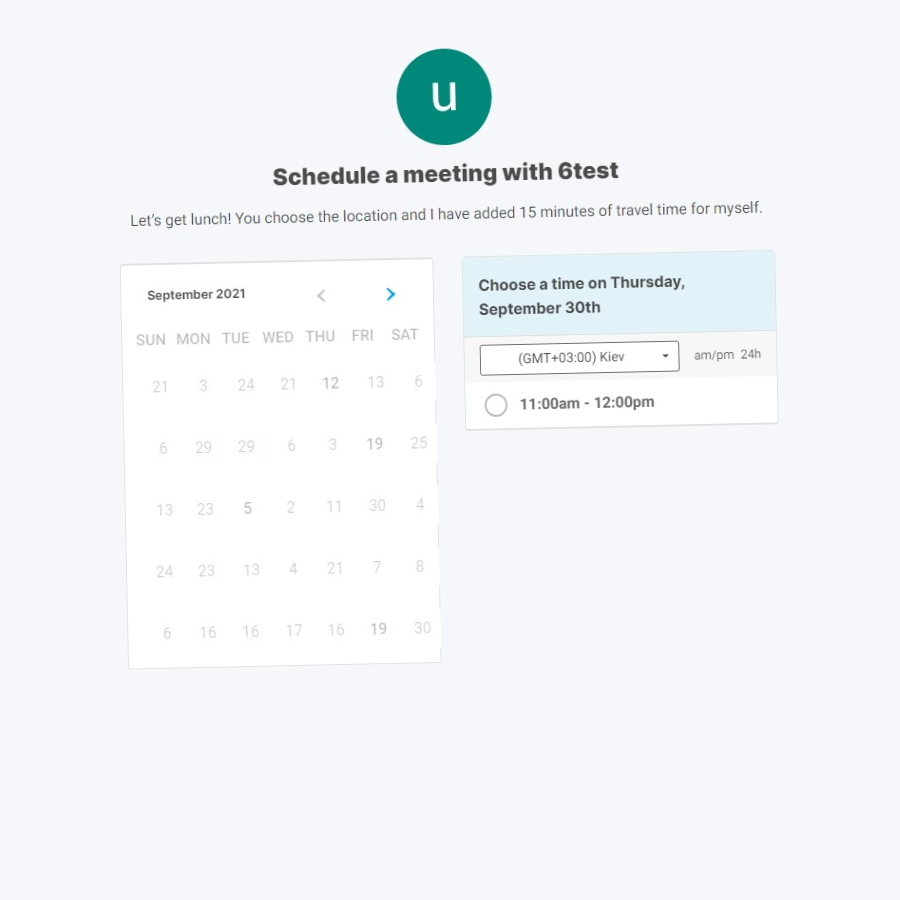 u
Schedule a meeting with 6test
Let's get lunch! You choose the location and I have added 15 minutes of travel time for myself.
September 2021
SUN MON TUE WED THU FRI SAT
21 3 24 21 12 13 6
6 29 29 6 3 19 25
13 23 5 2 11 30 4
24 23 13 4 21 7 8
6 16 16 17 16 19 30
Choose a time on Thursday,
September 30th
(GMT+03:00) Kiev am/pm 24h
11:00am - 12:00pm